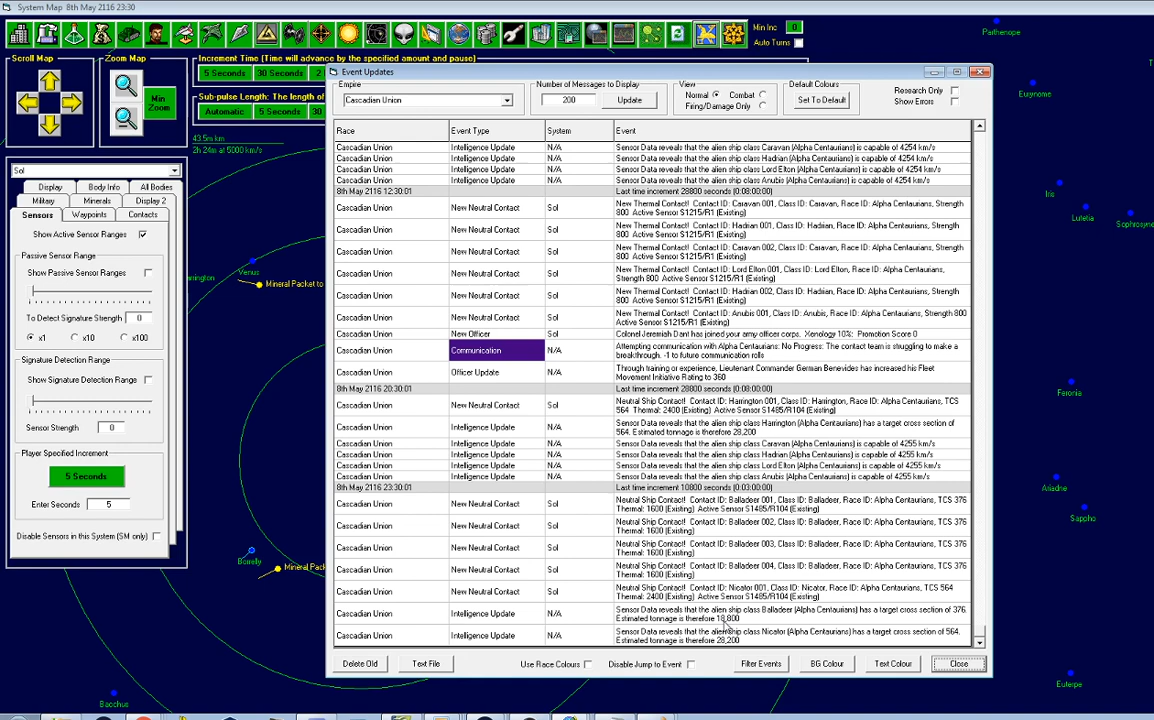 System Map 8th May 2116 23:30
Scroll Map
Zoom Map
Min Zoom
Increment Time (Time will advance by the specified amount and pause)
5 Seconds
30 Seconds
Sub-pulse Length: The length of
Automatic
5 Seconds
30
Min Inc
0
Auto Turns
43.5m km
2h 24m at 5000 km/s
Sol
Display
Body Info
All Bodies
Military
Minerals
Display 2
Sensors
Waypoints
Contacts
Show Active Sensor Ranges
Passive Sensor Range
Show Passive Sensor Ranges
To Detect Signature Strength
0
x1
x10
x100
Signature Detection Range
Show Signature Detection Range
Sensor Strength
0
Player Specified Increment
5 Seconds
Enter Seconds
5
Disable Sensors in this System (SM only)
Venus
Mineral Packet to
Borrelly
Mineral Pack
Bacchus
Parthenope
Eunomia
Iris
Lutetia
Feronia
Ariadne
Sappho
Euterpe
Event Updates
Empire
Cascadian Union
Number of Messages to Display
200
Update
View
Normal
Combat
Firing/Damage Only
Default Colours
Set To Default
Research Only
Show Errors
Race Event Type System Event
Cascadian Union Intelligence Update N/A Sensor Data reveals that the alien ship class Caravan (Alpha Centaurians) is capable of 4254 km/s
Cascadian Union Intelligence Update N/A Sensor Data reveals that the alien ship class Hadrian (Alpha Centaurians) is capable of 4254 km/s
Cascadian Union Intelligence Update N/A Sensor Data reveals that the alien ship class Lord Elton (Alpha Centaurians) is capable of 4254 km/s
Cascadian Union Intelligence Update N/A Sensor Data reveals that the alien ship class Anubis (Alpha Centaurians) is capable of 4254 km/s
8th May 2116 12:30:01 Last time increment 28800 seconds (0:08:00:00)
Cascadian Union New Neutral Contact Sol New Thermal Contact! Contact ID: Caravan 001, Class ID: Caravan, Race ID: Alpha Centaurians, Strength
800 Active Sensor S1215/R1 (Existing)
Cascadian Union New Neutral Contact Sol New Thermal Contact! Contact ID: Hadrian 001, Class ID: Hadrian, Race ID: Alpha Centaurians, Strength
800 Active Sensor S1215/R1 (Existing)
Cascadian Union New Neutral Contact Sol New Thermal Contact! Contact ID: Caravan 002, Class ID: Caravan, Race ID: Alpha Centaurians, Strength
800 Active Sensor S1215/R1 (Existing)
Cascadian Union New Neutral Contact Sol New Thermal Contact! Contact ID: Lord Elton 001, Class ID: Lord Elton, Race ID: Alpha Centaurians,
Strength 800 Active Sensor S1215/R1 (Existing)
Cascadian Union New Neutral Contact Sol New Thermal Contact! Contact ID: Hadrian 002, Class ID: Hadrian, Race ID: Alpha Centaurians, Strength
800 Active Sensor S1215/R1 (Existing)
Cascadian Union New Neutral Contact Sol New Thermal Contact! Contact ID: Anubis 001, Class ID: Anubis, Race ID: Alpha Centaurians, Strength 800
Active Sensor S1215/R1 (Existing)
Cascadian Union New Officer Sol Colonel Jeremiah Dant has joined your army officer corps. Xenology 10%: Promotion Score 0
Cascadian Union Communication N/A Attempting communication with Alpha Centaurians: No Progress: The contact team is struggling to make a
breakthrough. -1 to future communication rolls
Cascadian Union Officer Update N/A Through training or experience, Lieutenant Commander German Benevides has increased his Fleet
Movement Initiative Rating to 360
8th May 2116 20:30:01 Last time increment 28800 seconds (0:08:00:00)
Cascadian Union New Neutral Contact Sol Neutral Ship Contact! Contact ID: Harrington 001, Class ID: Harrington, Race ID: Alpha Centaurians, TCS
564 Thermal: 2400 (Existing) Active Sensor S1485/R104 (Existing)
Cascadian Union Intelligence Update N/A Sensor Data reveals that the alien ship class Harrington (Alpha Centaurians) has a target cross section of
564. Estimated tonnage is therefore 28,200
Cascadian Union Intelligence Update N/A Sensor Data reveals that the alien ship class Caravan (Alpha Centaurians) is capable of 4255 km/s
Cascadian Union Intelligence Update N/A Sensor Data reveals that the alien ship class Hadrian (Alpha Centaurians) is capable of 4255 km/s
Cascadian Union Intelligence Update N/A Sensor Data reveals that the alien ship class Lord Elton (Alpha Centaurians) is capable of 4255 km/s
Cascadian Union Intelligence Update N/A Sensor Data reveals that the alien ship class Anubis (Alpha Centaurians) is capable of 4255 km/s
8th May 2116 23:30:01 Last time increment 10800 seconds (0:03:00:00)
Cascadian Union New Neutral Contact Sol Neutral Ship Contact! Contact ID: Balladeer 001, Class ID: Balladeer, Race ID: Alpha Centaurians, TCS 376
Thermal: 1600 (Existing) Active Sensor S1485/R104 (Existing)
Cascadian Union New Neutral Contact Sol Neutral Ship Contact! Contact ID: Balladeer 002, Class ID: Balladeer, Race ID: Alpha Centaurians, TCS 376
Thermal: 1600 (Existing)
Cascadian Union New Neutral Contact Sol Neutral Ship Contact! Contact ID: Balladeer 003, Class ID: Balladeer, Race ID: Alpha Centaurians, TCS 376
Thermal: 1600 (Existing)
Cascadian Union New Neutral Contact Sol Neutral Ship Contact! Contact ID: Balladeer 004, Class ID: Balladeer, Race ID: Alpha Centaurians, TCS 376
Thermal: 1600 (Existing)
Cascadian Union New Neutral Contact Sol Neutral Ship Contact! Contact ID: Nicator 001, Class ID: Nicator, Race ID: Alpha Centaurians, TCS 564
Thermal: 2400 (Existing) Active Sensor S1485/R104 (Existing)
Cascadian Union Intelligence Update N/A Sensor Data reveals that the alien ship class Balladeer (Alpha Centaurians) has a target cross section of 376.
Estimated tonnage is therefore 18,800
Cascadian Union Intelligence Update N/A Sensor Data reveals that the alien ship class Nicator (Alpha Centaurians) has a target cross section of 564.
Estimated tonnage is therefore 28,200
Delete Old
Text File
Use Race Colours
Disable Jump to Event
Filter Events
BG Colour
Text Colour
Close